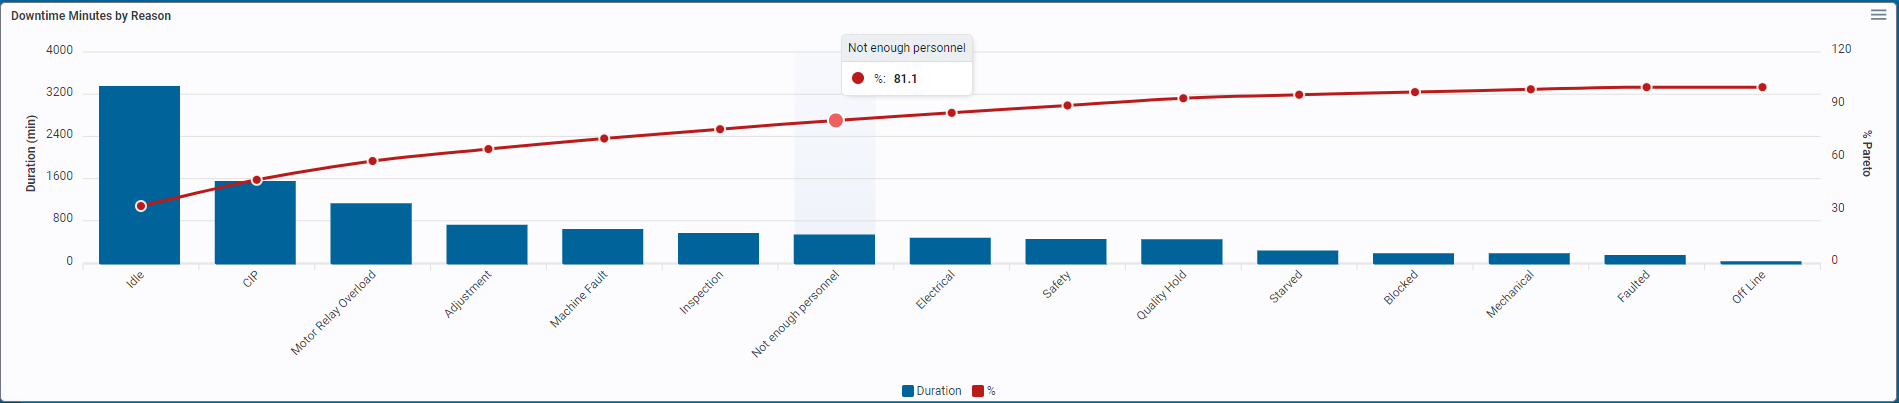 Downtime Minutes by Reason
Duration (min)
4000
3200
2400
1600
800
0
Not enough personnel
%: 81.1
120
90
60
30
0
% Pareto
Idle
CIP
Motor Relay Overload
Adjustment
Machine Fault
Inspection
Not enough personnel
Electrical
Safety
Quality Hold
Starved
Blocked
Mechanical
Faulted
Off Line
Duration %